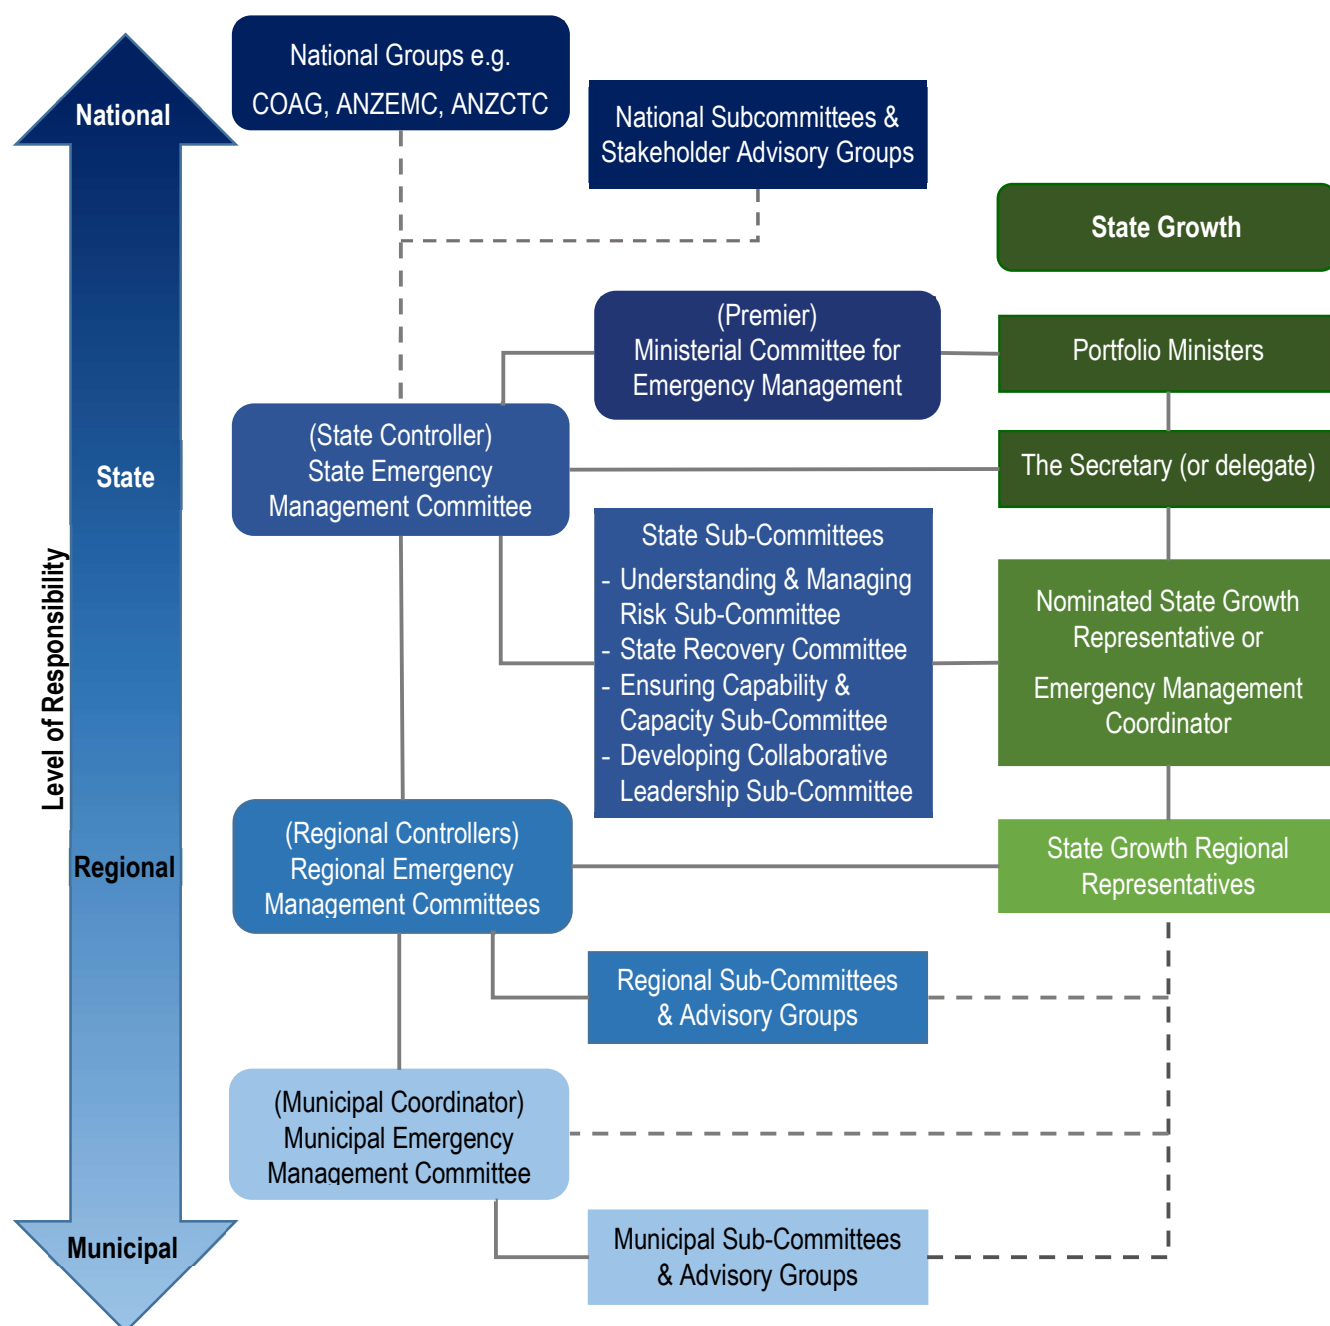 National Groups e.g.
COAG, ANZEMC, ANZCTC
National
National Subcommittees &
Stakeholder Advisory Groups
State Growth
(Premier)
Ministerial Committee for
Emergency Management
Portfolio Ministers
(State Controller)
State Emergency
Management Committee
The Secretary (or delegate)
State
Level of Responsibility
State Sub-Committees
- Understanding & Managing
Risk Sub-Committee
- State Recovery Committee
- Ensuring Capability &
Capacity Sub-Committee
- Developing Collaborative
Leadership Sub-Committee
Nominated State Growth
Representative or
Emergency Management
Coordinator
(Regional Controllers)
Regional Emergency
Management Committees
Regional
State Growth Regional
Representatives
Regional Sub-Committees
& Advisory Groups
(Municipal Coordinator)
Municipal Emergency
Management Committee
Municipal
Municipal Sub-Committees
& Advisory Groups